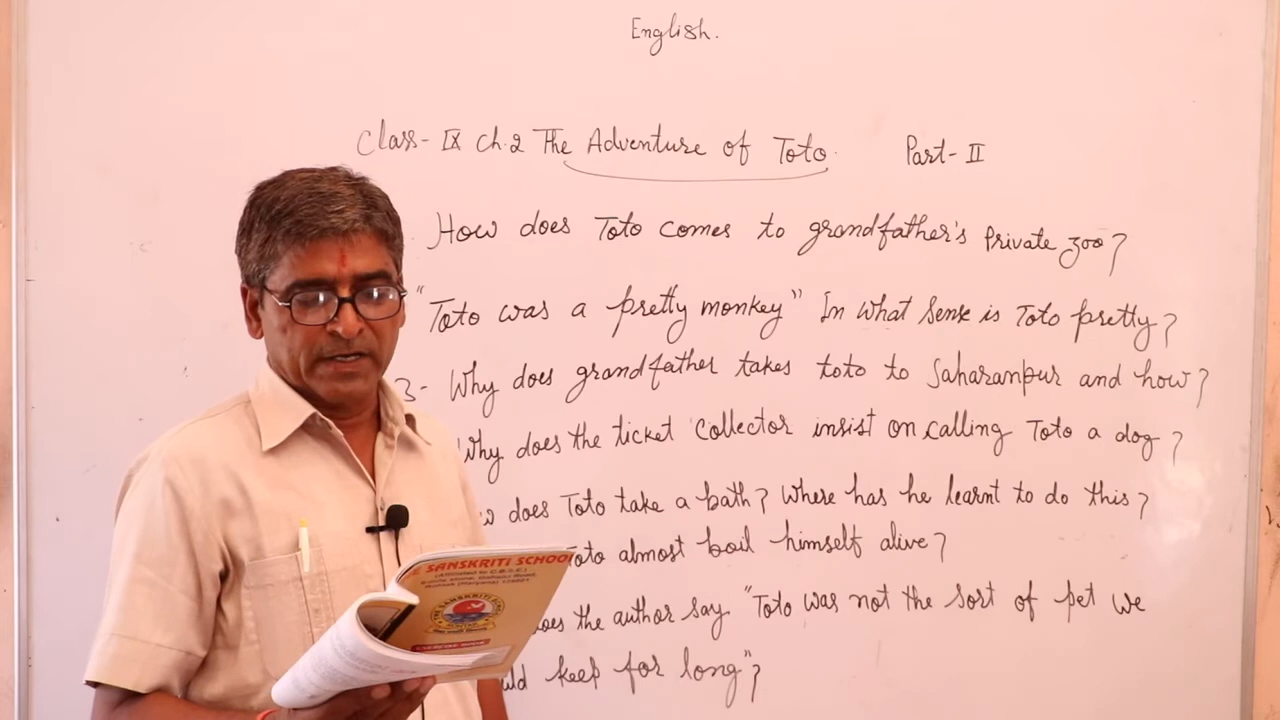 English.
Class-IX Ch.2 The Adventure of Toto. Part-II
How does Toto comes to grandfather's Private zoo?
"Toto was a pretty monkey" In what Sense is Toto pretty?
3- Why does grandfather takes toto to Saharanpur and how?
Why does the ticket Collector insist on calling Toto a dog?
does Toto take a bath? Where has he learnt to do this?
Toto almost boil himself alive?
the author say "Toto was not the sort of pet we
keep for long"?
SANSKRITI SCHOOL